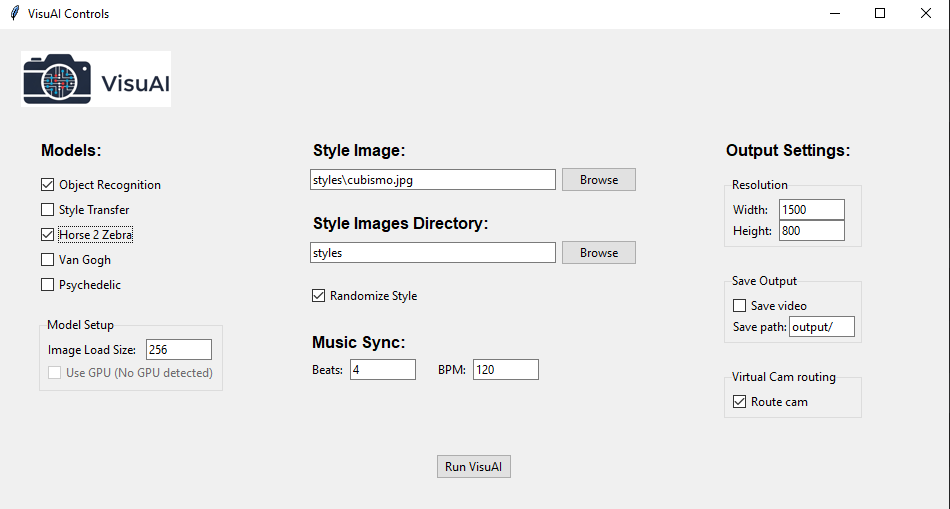 VisuAI Controls
VisuAI
Models:
Object Recognition
Style Transfer
Horse 2 Zebra
Van Gogh
Psychedelic
Model Setup
Image Load Size: 256
Use GPU (No GPU detected)
Style Image:
styles\cubismo.jpg Browse
Style Images Directory:
styles Browse
Randomize Style
Music Sync:
Beats: 4 BPM: 120
Output Settings:
Resolution
Width: 1500
Height: 800
Save Output
Save video
Save path: output/
Virtual Cam routing
Route cam
Run VisuAI